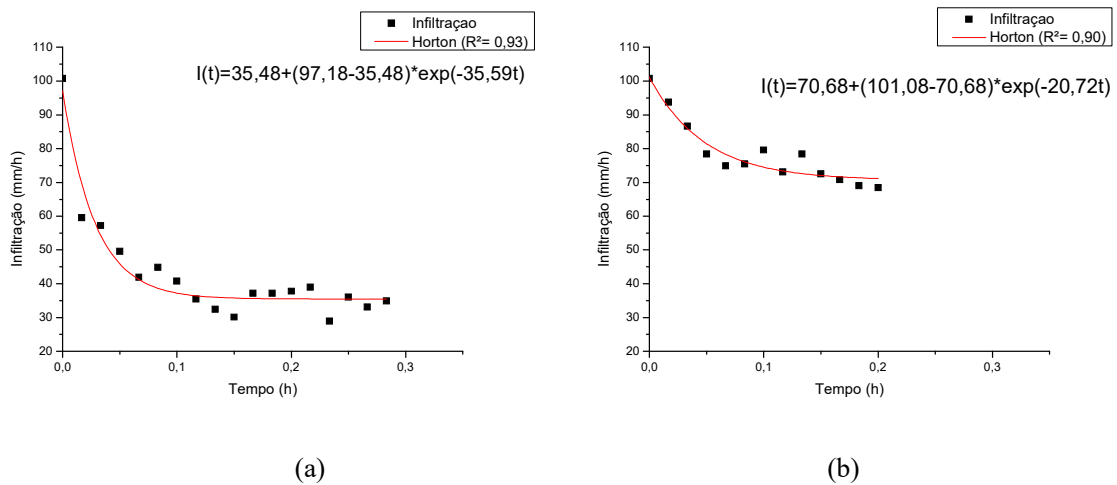 Infiltraçao
Horton (R²= 0,93)
I(t)=35,48+(97,18-35,48)*exp(-35,59t)
110
100
90
80
70
60
50
40
30
20
Infiltração (mm/h)
0,0
0,1
0,2
0,3
Tempo (h)
(a)
Infiltraçao
Horton (R²= 0,90)
I(t)=70,68+(101,08-70,68)*exp(-20,72t)
110
100
90
80
70
60
50
40
30
20
Infiltração (mm/h)
0,0
0,1
0,2
0,3
Tempo (h)
(b)